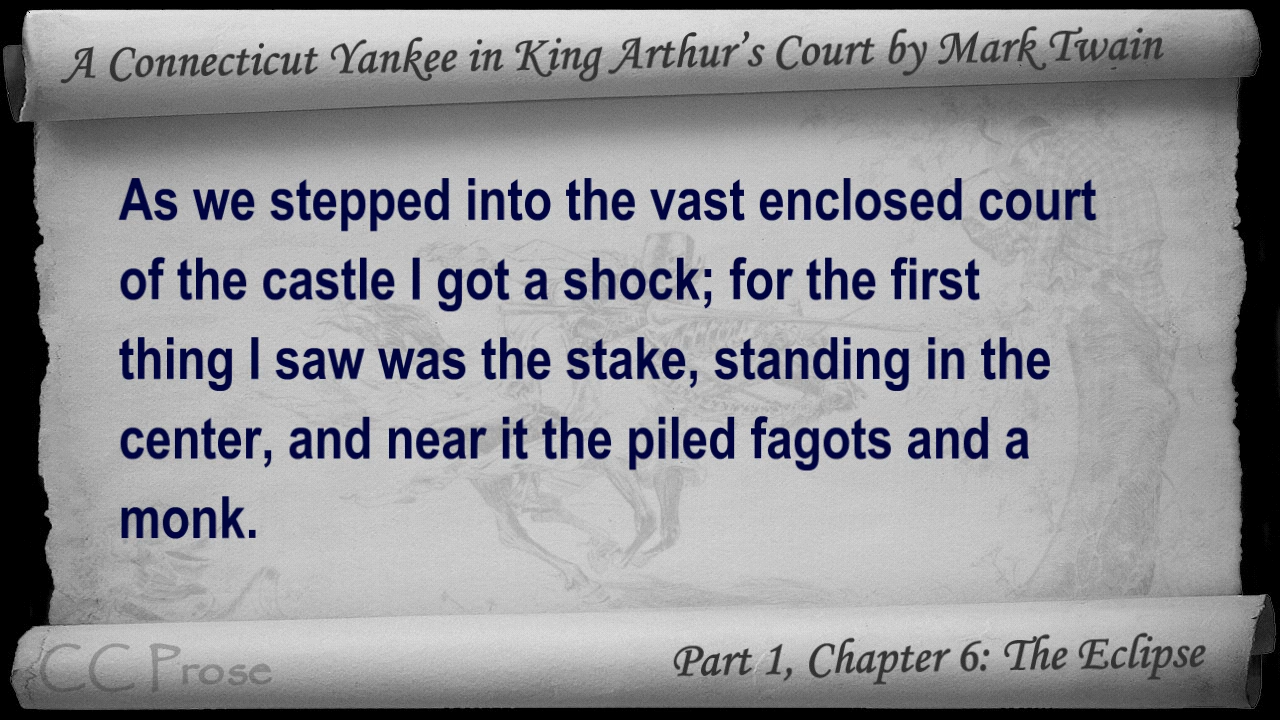 A Connecticut Yankee in King Arthur's Court by Mark Twain
As we stepped into the vast enclosed court
of the castle I got a shock; for the first
thing I saw was the stake, standing in the
center, and near it the piled fagots and a
monk.
CC Prose
Part 1, Chapter 6: The Eclipse